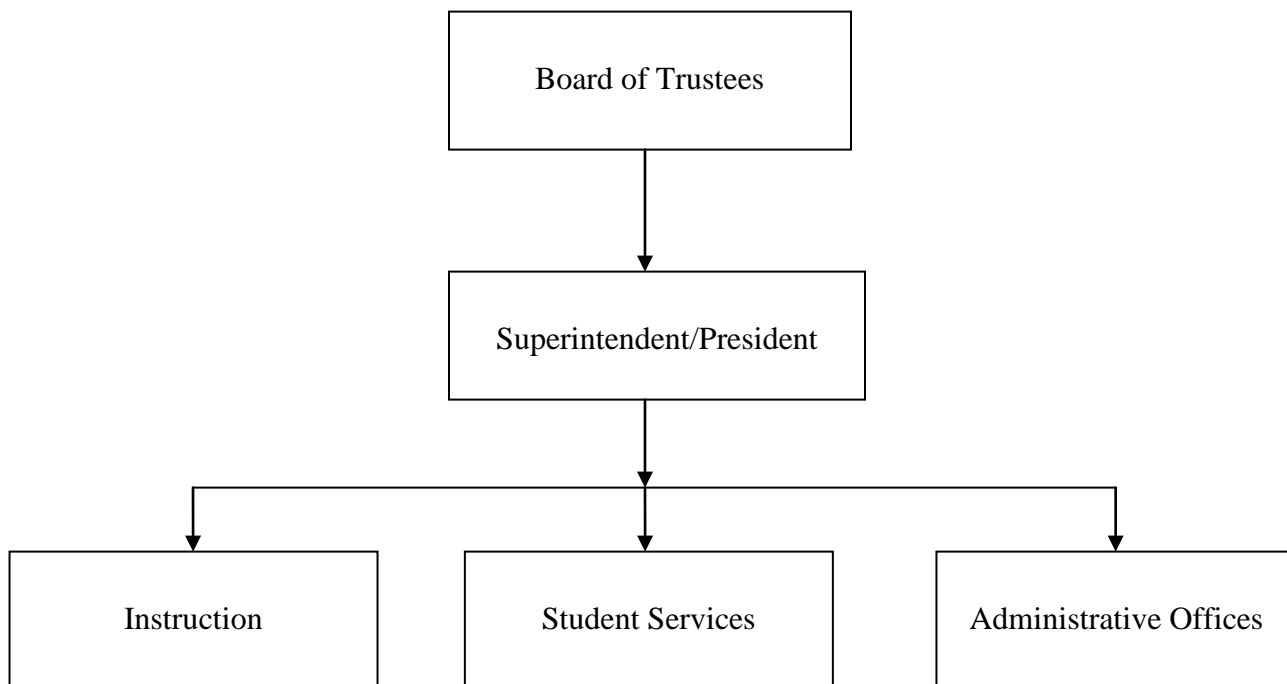 Board of Trustees
Superintendent/President
Instruction
Student Services
Administrative Offices